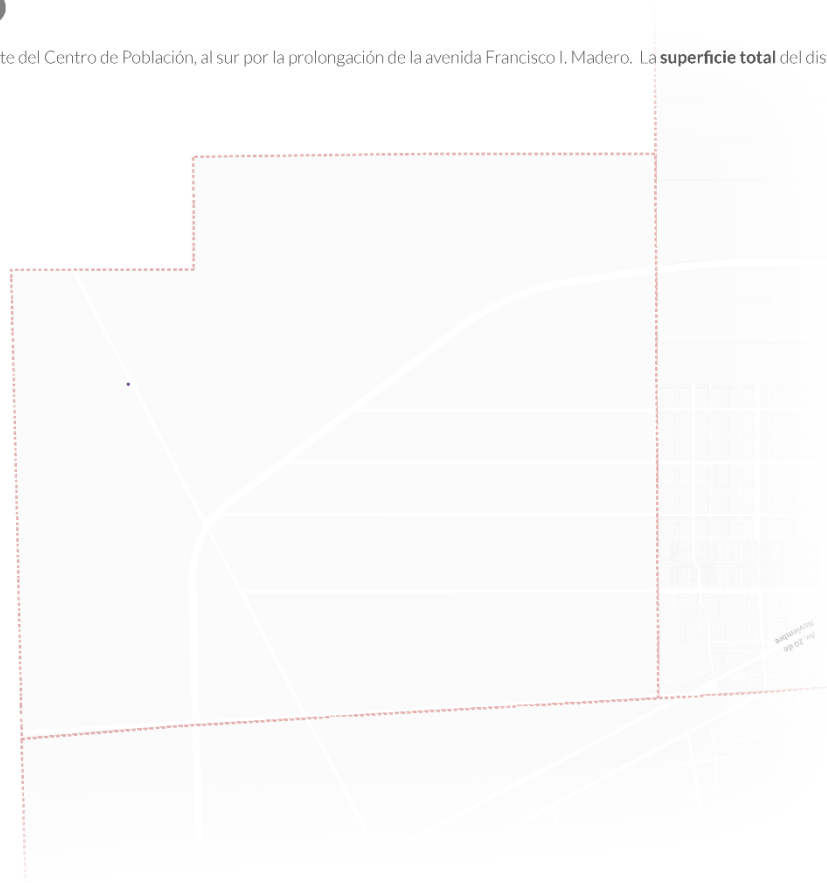 te del Centro de Población, al sur por la prolongación de la avenida Francisco I. Madero. La superficie total del dis
Av. 20 de
Noviembre